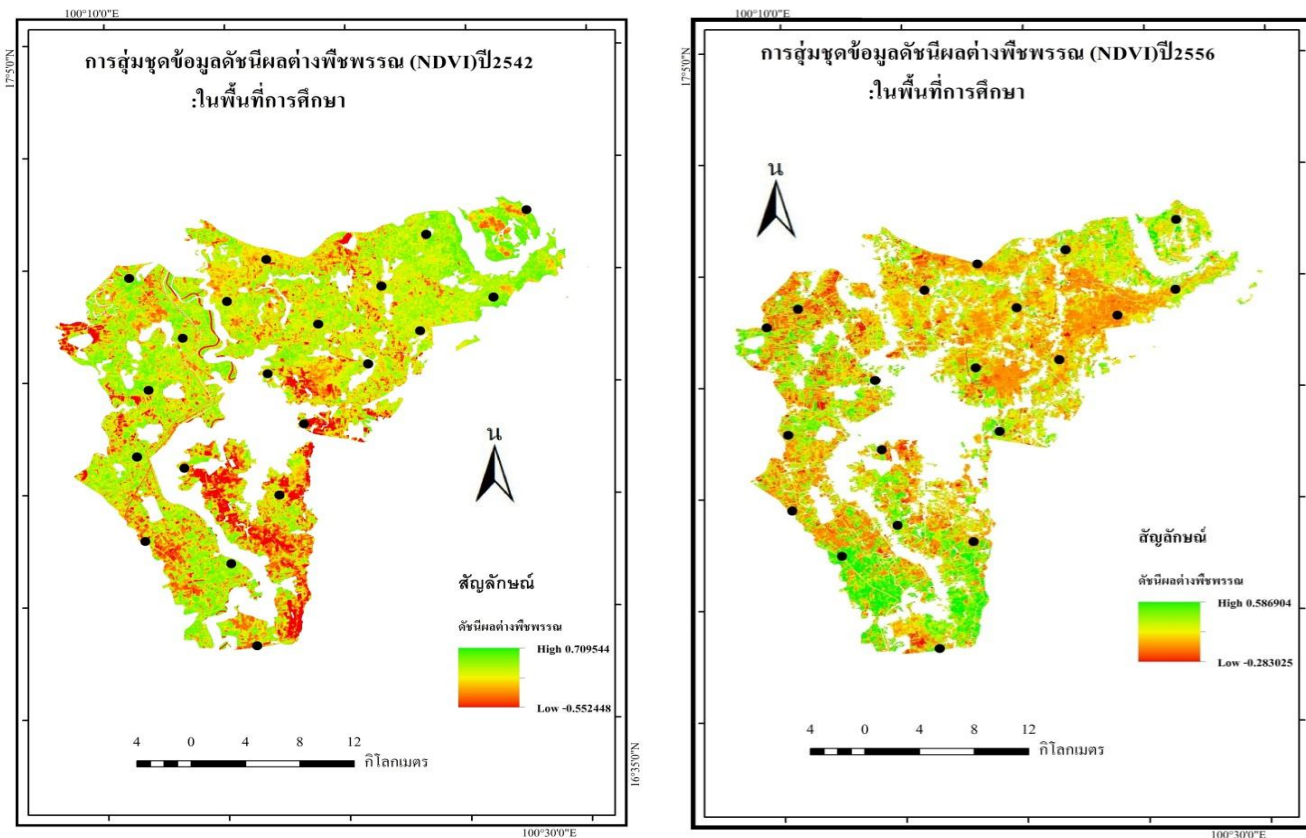 100°10'0"E
17°5'0"N
การสุ่มชุดข้อมูลดัชนีผลต่างพืชพรรณ (NDVI)ปี2542
:ในพื้นที่การศึกษา
น
สัญลักษณ์
ดัชนีผลต่างพืชพรรณ
High 0.709544
Low -0.552448
4 0 4 8 12
กิโลกเมตร
16°35'0"N
100°30'0"E
100°10'0"E
17°5'0"N
การสุ่มชุดข้อมูลดัชนีผลต่างพืชพรรณ (NDVI)ปี2556
:ในพื้นที่การศึกษา
น
สัญลักษณ์
ดัชนีผลต่างพืชพรรณ
High 0.586904
Low -0.283025
4 0 4 8 12
กิโลกเมตร
100°30'0"E